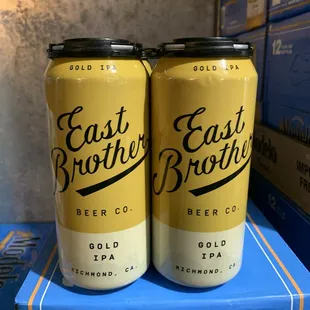 GOLD IPA
East
Brother
BEER CO.
GOLD
IPA
RICHMOND, CA.
GOLD IPA
East
Brother
BEER CO.
GOLD
IPA
RICHMOND, CA.
12